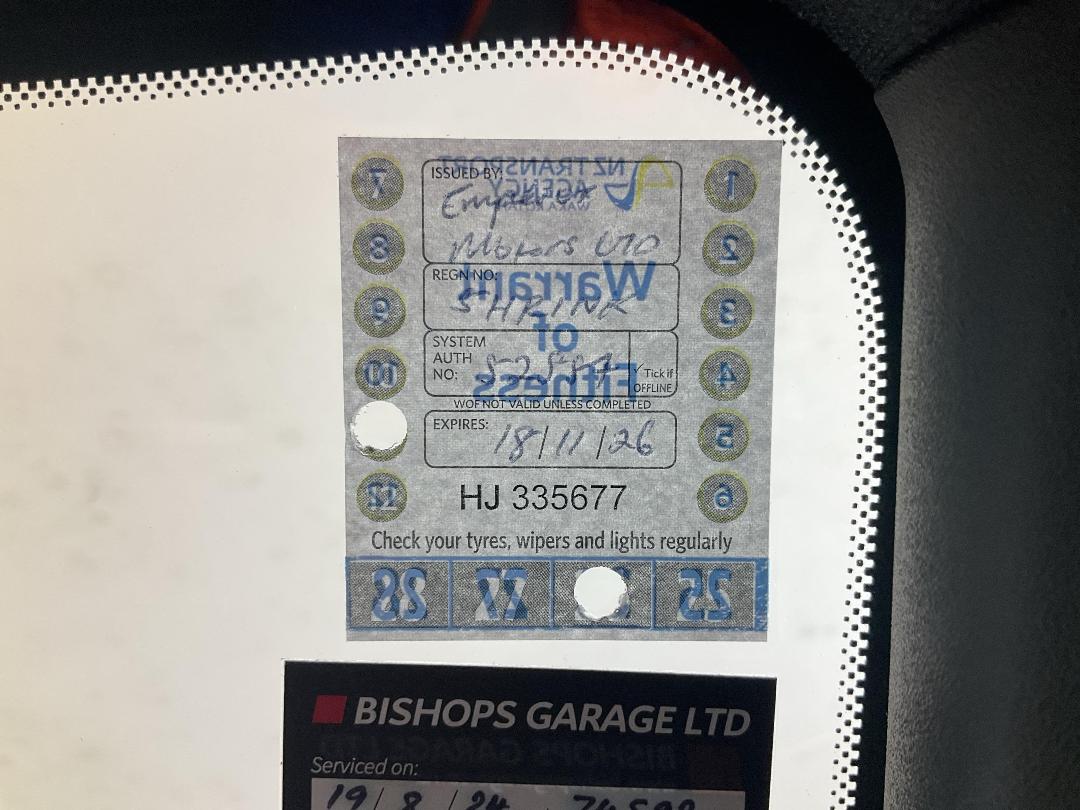 ISSUED BY:
NZ TRANSPORT
AGENCY
WAKA KOTAHI
Motors LTD
REGN NO:
SHRINK
Warrant
of
Fitness
SYSTEM
AUTH
NO:
✓ Tick if
OFFLINE
WOF NOT VALID UNLESS COMPLETED
EXPIRES: 18/11/26
HJ 335677
Check your tyres, wipers and lights regularly
7 1
8 2
9 3
10 4
5
12 6
28 27 25
BISHOPS GARAGE LTD
Serviced on:
19/8/24